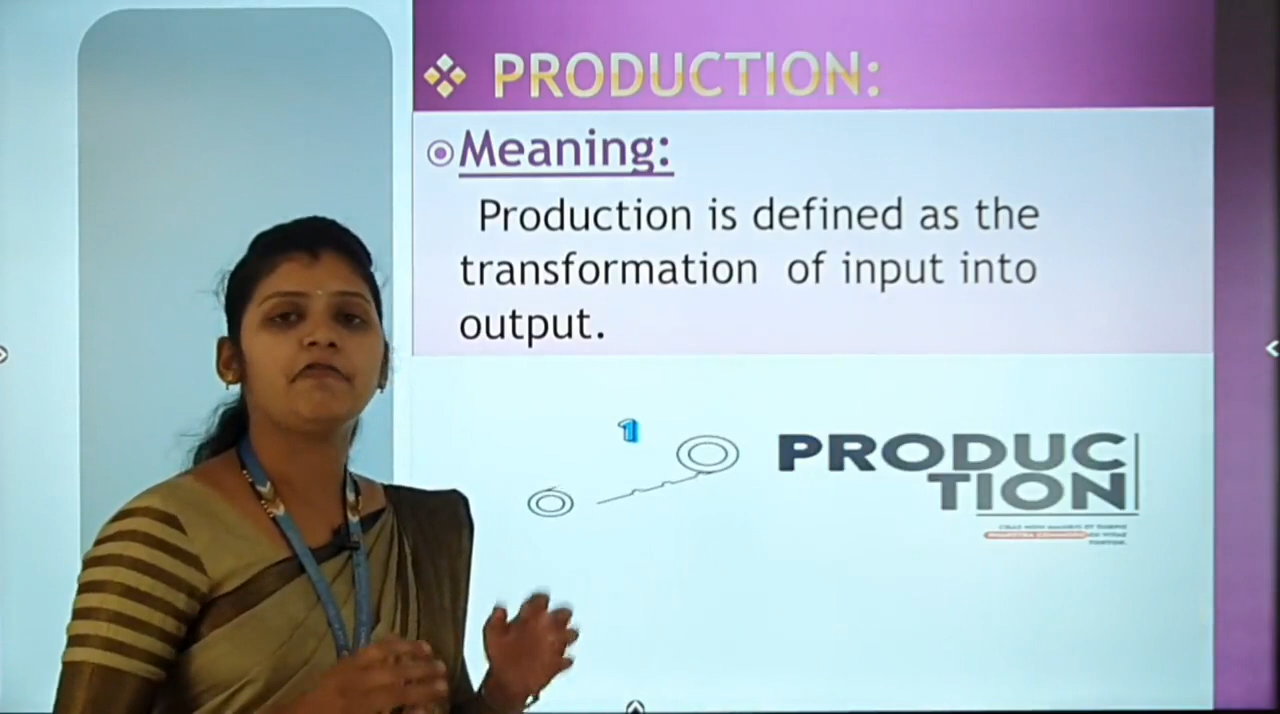 PRODUCTION:
Meaning:
Production is defined as the
transformation of input into
output.
1
PRODUC
TION